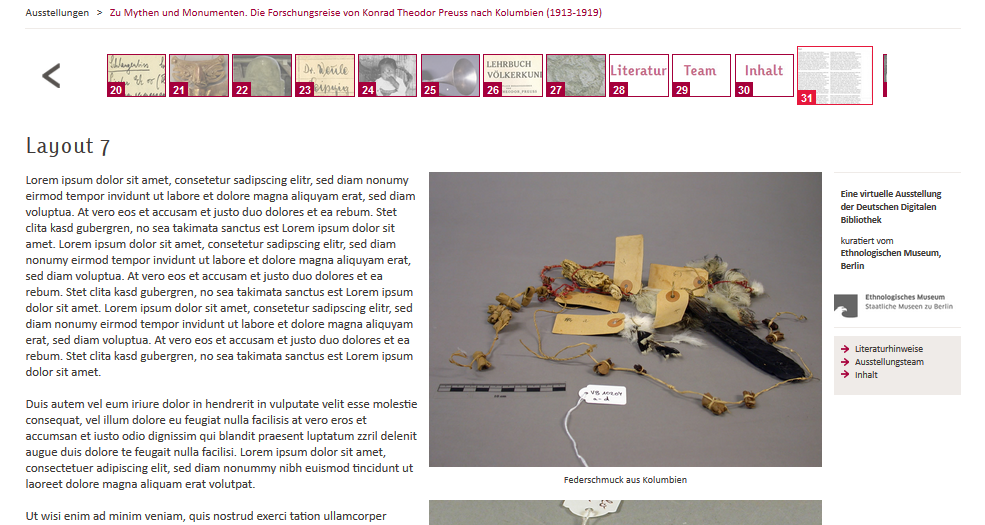 Ausstellungen > Zu Mythen und Monumenten. Die Forschungsreise von Konrad Theodor Preuss nach Kolumbien (1913-1919)
20
21
22
Dr. Weule
23
24
25
LEHRBUCH
VÖLKERKUN
THEODOR PREUSS
26
27
Literatur
28
Team
29
Inhalt
30
31
Layout 7
Lorem ipsum dolor sit amet, consetetur sadipscing elitr, sed diam nonumy
eirmod tempor invidunt ut labore et dolore magna aliquyam erat, sed diam
voluptua. At vero eos et accusam et justo duo dolores et ea rebum. Stet
clita kasd gubergren, no sea takimata sanctus est Lorem ipsum dolor sit
amet. Lorem ipsum dolor sit amet, consetetur sadipscing elitr, sed diam
nonumy eirmod tempor invidunt ut labore et dolore magna aliquyam erat,
sed diam voluptua. At vero eos et accusam et justo duo dolores et ea
rebum. Stet clita kasd gubergren, no sea takimata sanctus est Lorem ipsum
dolor sit amet. Lorem ipsum dolor sit amet, consetetur sadipscing elitr, sed
diam nonumy eirmod tempor invidunt ut labore et dolore magna aliquyam
erat, sed diam voluptua. At vero eos et accusam et justo duo dolores et ea
rebum. Stet clita kasd gubergren, no sea takimata sanctus est Lorem ipsum
dolor sit amet.
Duis autem vel eum iriure dolor in hendrerit in vulputate velit esse molestie
consequat, vel illum dolore eu feugiat nulla facilisis at vero eros et
accumsan et iusto odio dignissim qui blandit praesent luptatum zzril delenit
augue duis dolore te feugait nulla facilisi. Lorem ipsum dolor sit amet,
consectetuer adipiscing elit, sed diam nonummy nibh euismod tincidunt ut
laoreet dolore magna aliquam erat volutpat.
Ut wisi enim ad minim veniam, quis nostrud exerci tation ullamcorper
Federschmuck aus Kolumbien
Eine virtuelle Ausstellung
der Deutschen Digitalen
Bibliothek
kuratiert vom
Ethnologischen Museum,
Berlin
Ethnologisches Museum
Staatliche Museen zu Berlin
Literaturhinweise
Ausstellungsteam
Inhalt